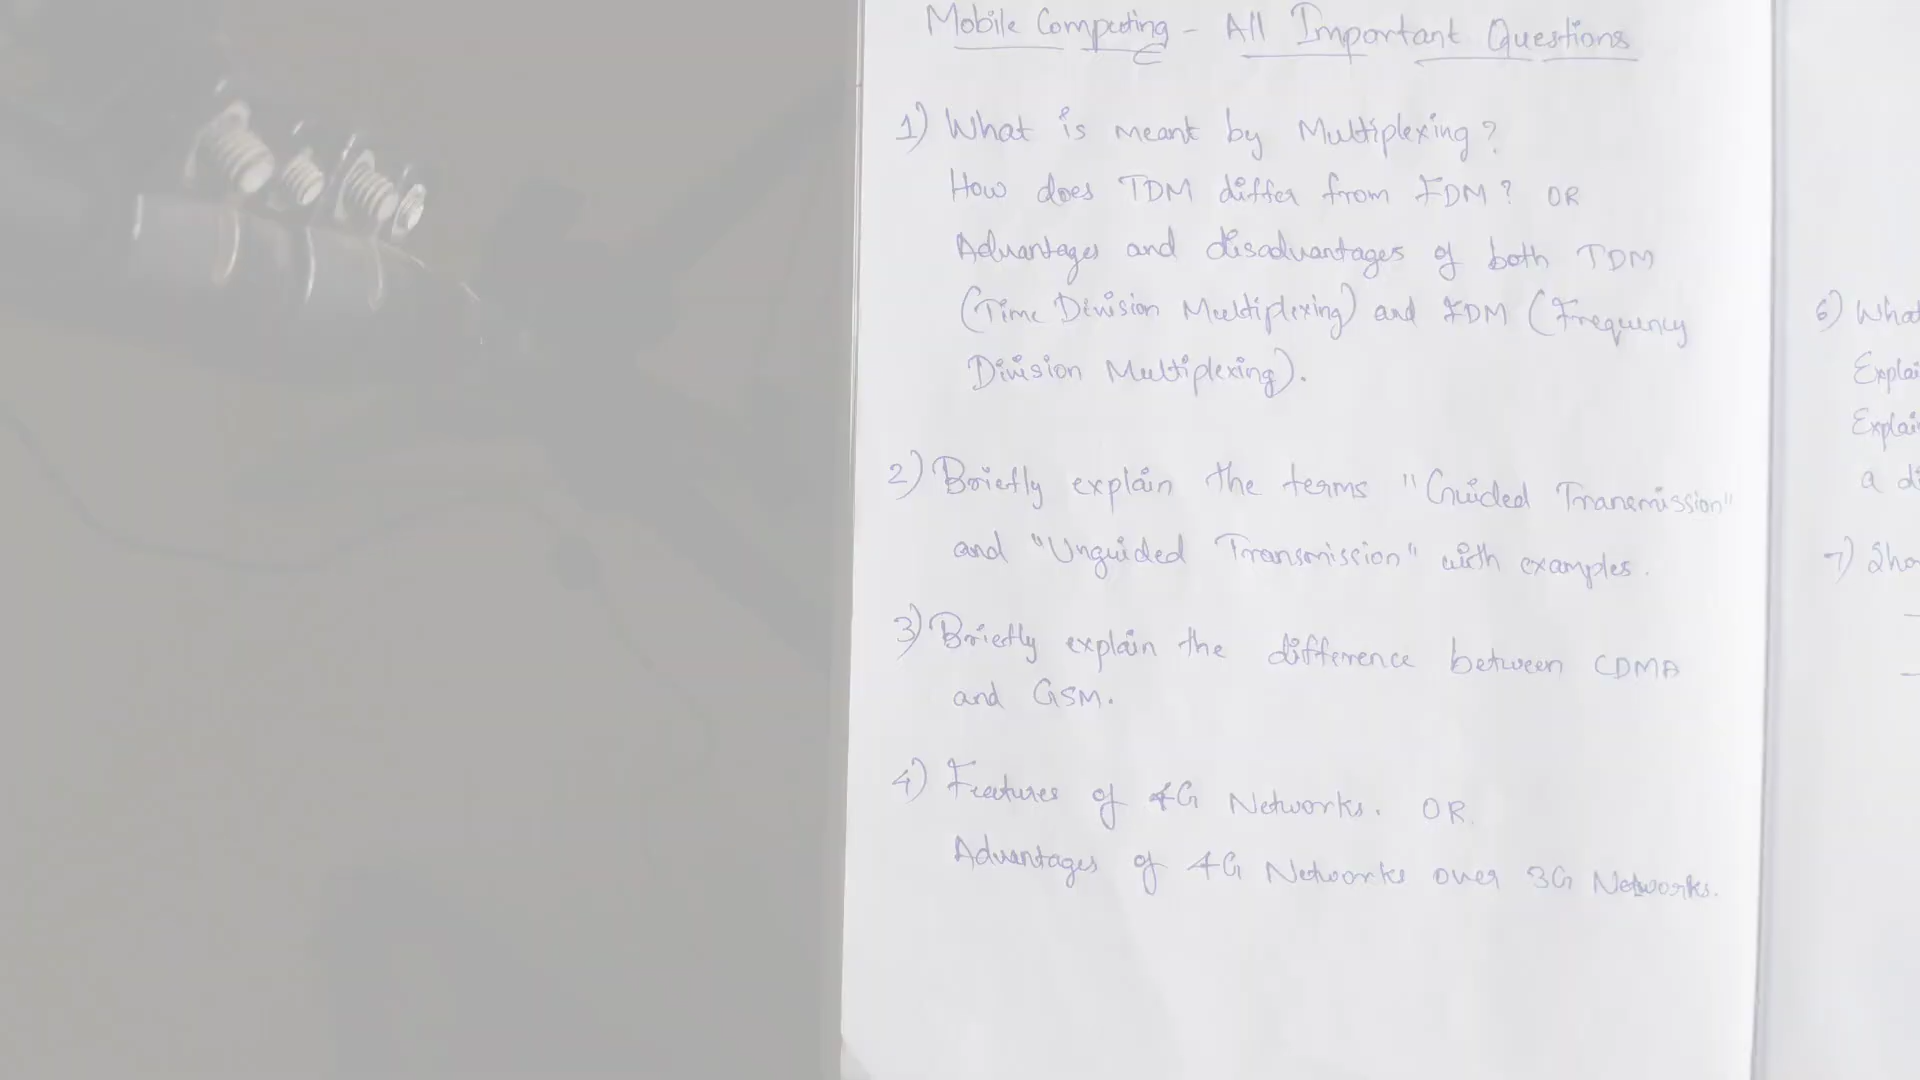 Mobile Computing - All Important Questions
1) What is meant by Multiplexing?
How does TDM differ from FDM? OR
Advantages and disadvantages of both TDM
(Time Division Multiplexing) and FDM (Frequency
Division Multiplexing).
2) Briefly explain the terms "Guided Transmission"
and "Unguided Transmission" with examples.
3) Briefly explain the difference between CDMA
and GSM.
4) Features of 4G Networks. OR
Advantages of 4G Networks over 3G Networks.
6) What
Explai
Explai
a di
7) Sho